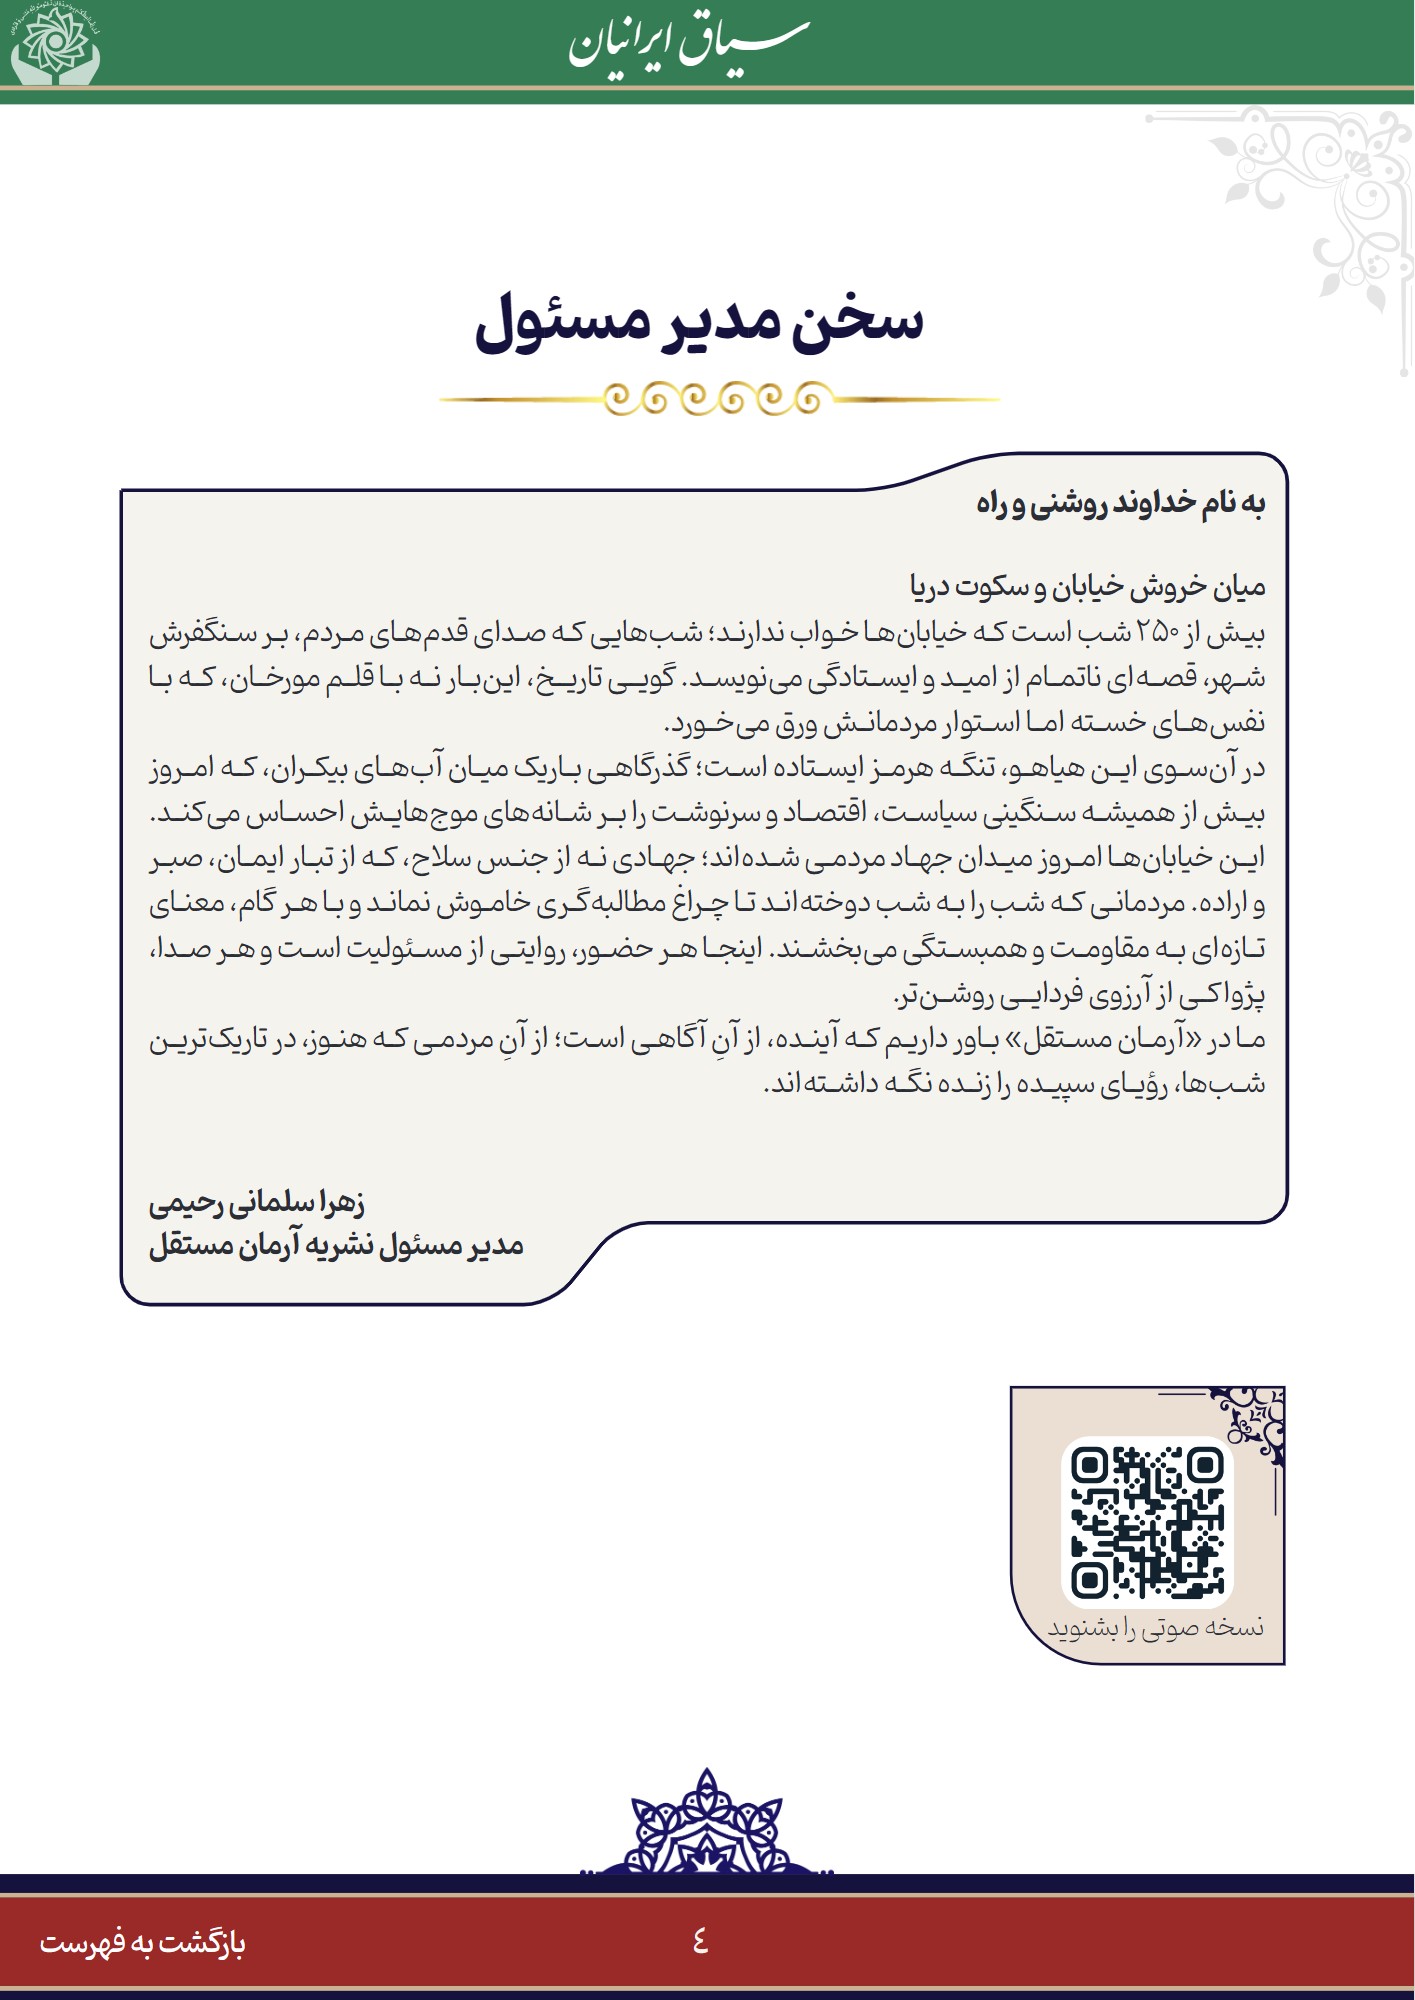 سیاق ایرانیان
سخن مدیر مسئول
به نام خداوند روشنی و راه
میان خروش خیابان و سکوت دریا
بیش از ۲۵۰ شب است که خیابان‌ها خواب ندارند؛ شب‌هایی که صدای قدم‌های مردم، بر سنگفرش
شهر، قصه‌ای ناتمام از امید و ایستادگی می‌نویسد. گویی تاریخ، این‌بار نه با قلم مورخان، که با
نفس‌های خسته اما استوار مردمانش ورق می‌خورد.
در آن‌سوی این هیاهو، تنگه هرمز ایستاده است؛ گذرگاهی باریک میان آب‌های بیکران، که امروز
بیش از همیشه سنگینی سیاست، اقتصاد و سرنوشت را بر شانه‌های موج‌هایش احساس می‌کند.
این خیابان‌ها امروز میدان جهاد مردمی شده‌اند؛ جهادی نه از جنس سلاح، که از تبار ایمان، صبر
و اراده. مردمانی که شب را به شب دوخته‌اند تا چراغ مطالبه‌گری خاموش نماند و با هر گام، معنای
تازه‌ای به مقاومت و همبستگی می‌بخشند. اینجا هر حضور، روایتی از مسئولیت است و هر صدا،
پژواکی از آرزوی فردایی روشن‌تر.
ما در «آرمان مستقل» باور داریم که آینده، از آنِ آگاهی است؛ از آنِ مردمی که هنوز، در تاریک‌ترین
شب‌ها، رؤیای سپیده را زنده نگه داشته‌اند.
زهرا سلمانی رحیمی
مدیر مسئول نشریه آرمان مستقل
نسخه صوتی را بشنوید
٤
بازگشت به فهرست